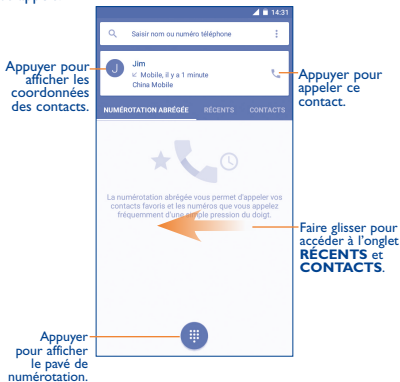 14:31
Saisir nom ou numéro téléphone
Appuyer pour
afficher les
coordonnées
des contacts.
J
Jim
Mobile, il y a 1 minute
China Mobile
Appuyer pour
appeler ce
contact.
NUMÉROTATION ABRÉGÉE RÉCENTS CONTACTS
La numérotation abrégée vous permet d'appeler vos
contacts favoris et les numéros que vous appelez
fréquemment d'une simple pression du doigt.
Faire glisser pour
accéder à l'onglet
RÉCENTS et
CONTACTS.
Appuyer
pour afficher
le pavé de
numérotation.